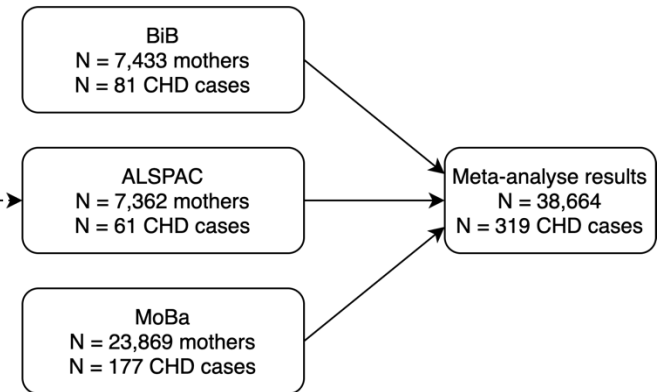 BiB
N = 7,433 mothers
N = 81 CHD cases
ALSPAC
N = 7,362 mothers
N = 61 CHD cases
MoBa
N = 23,869 mothers
N = 177 CHD cases
Meta-analyse results
N = 38,664
N = 319 CHD cases